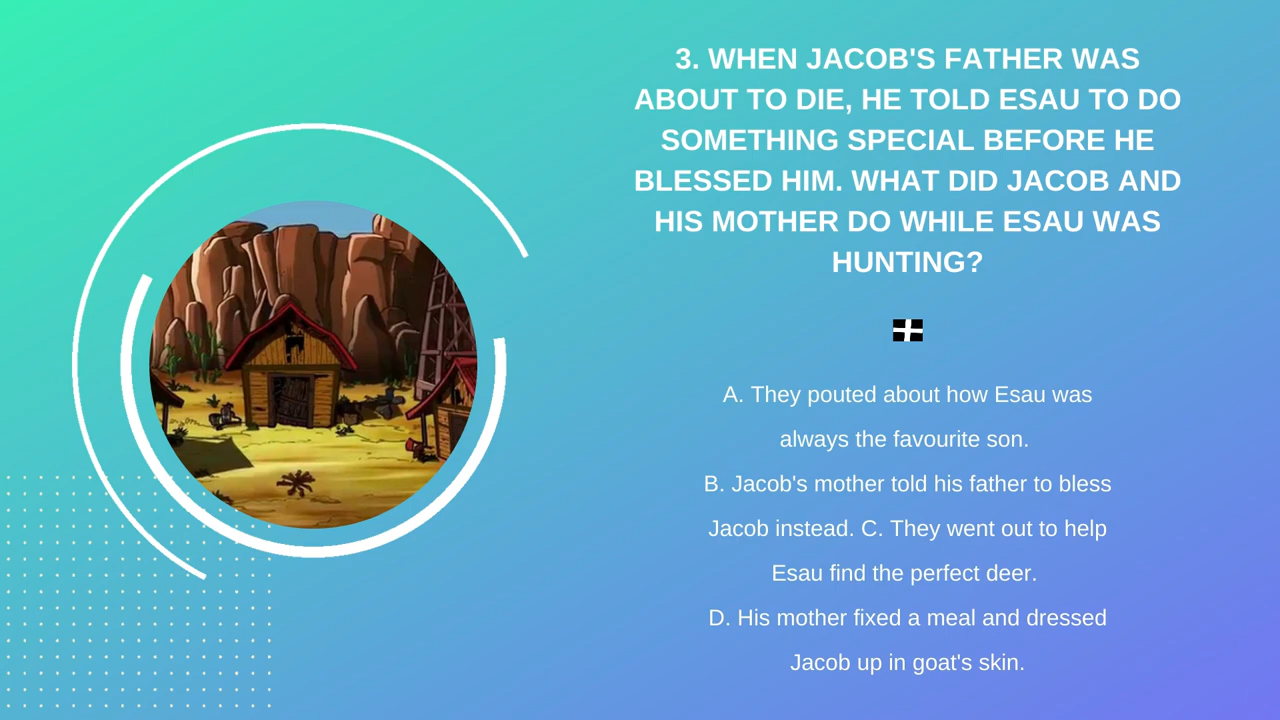 3. WHEN JACOB'S FATHER WAS
ABOUT TO DIE, HE TOLD ESAU TO DO
SOMETHING SPECIAL BEFORE HE
BLESSED HIM. WHAT DID JACOB AND
HIS MOTHER DO WHILE ESAU WAS
HUNTING?
A. They pouted about how Esau was
always the favourite son.
B. Jacob's mother told his father to bless
Jacob instead. C. They went out to help
Esau find the perfect deer.
D. His mother fixed a meal and dressed
Jacob up in goat's skin.